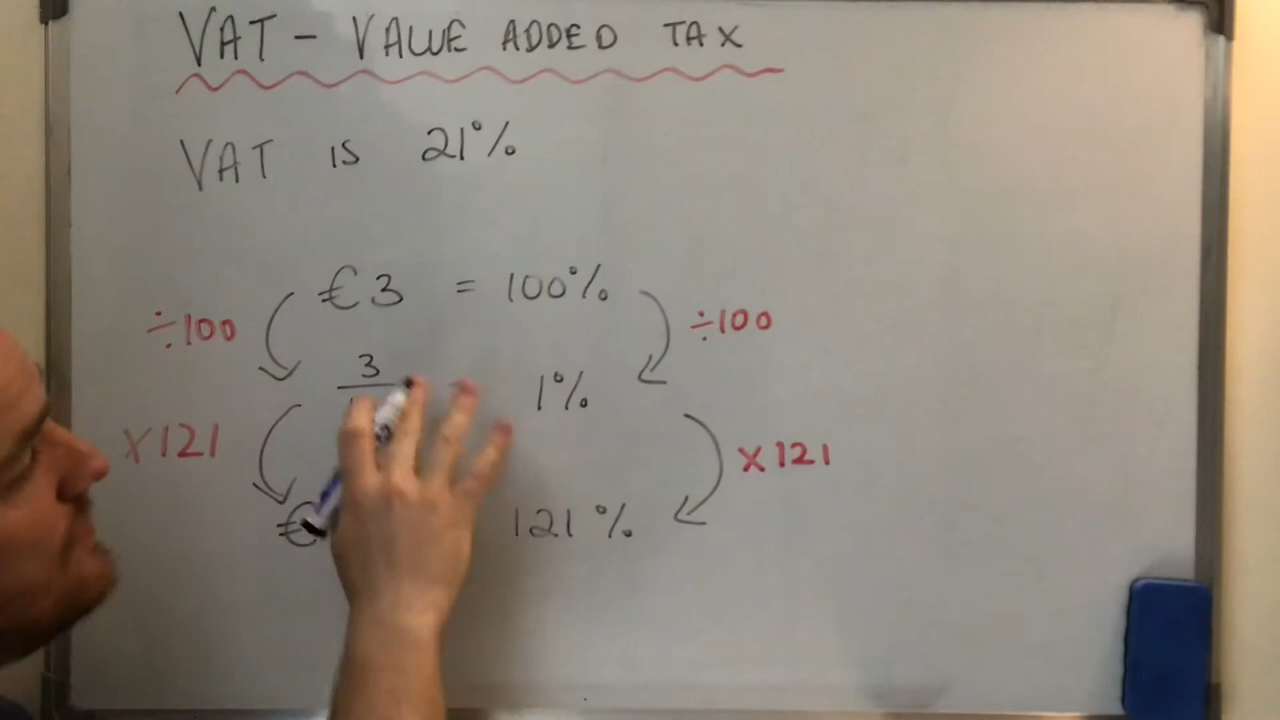 VAT - VALUE ADDED TAX
VAT IS 21%
€3 = 100%
÷100 ÷100
3 1%
X121 X121
€ 121%